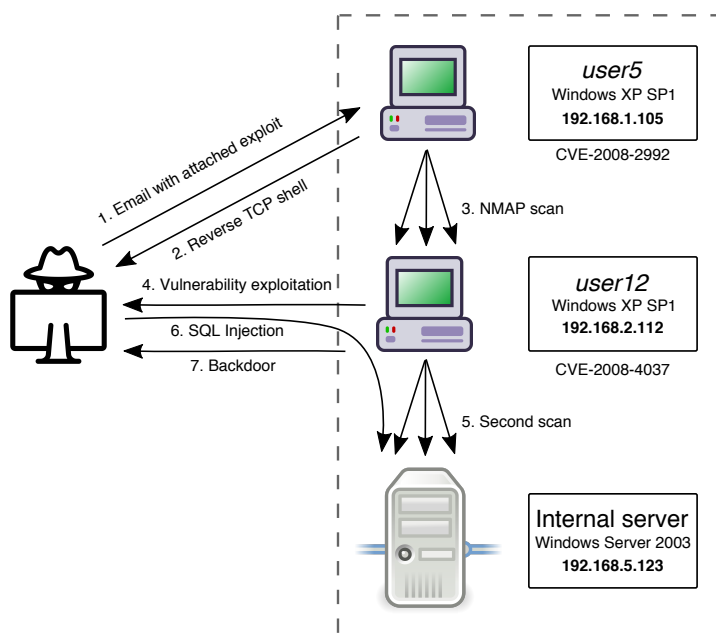 user5
Windows XP SP1
192.168.1.105
CVE-2008-2992
1. Email with attached exploit
2. Reverse TCP shell
3. NMAP scan
4. Vulnerability exploitation
user12
Windows XP SP1
192.168.2.112
CVE-2008-4037
6. SQL Injection
7. Backdoor
5. Second scan
Internal server
Windows Server 2003
192.168.5.123